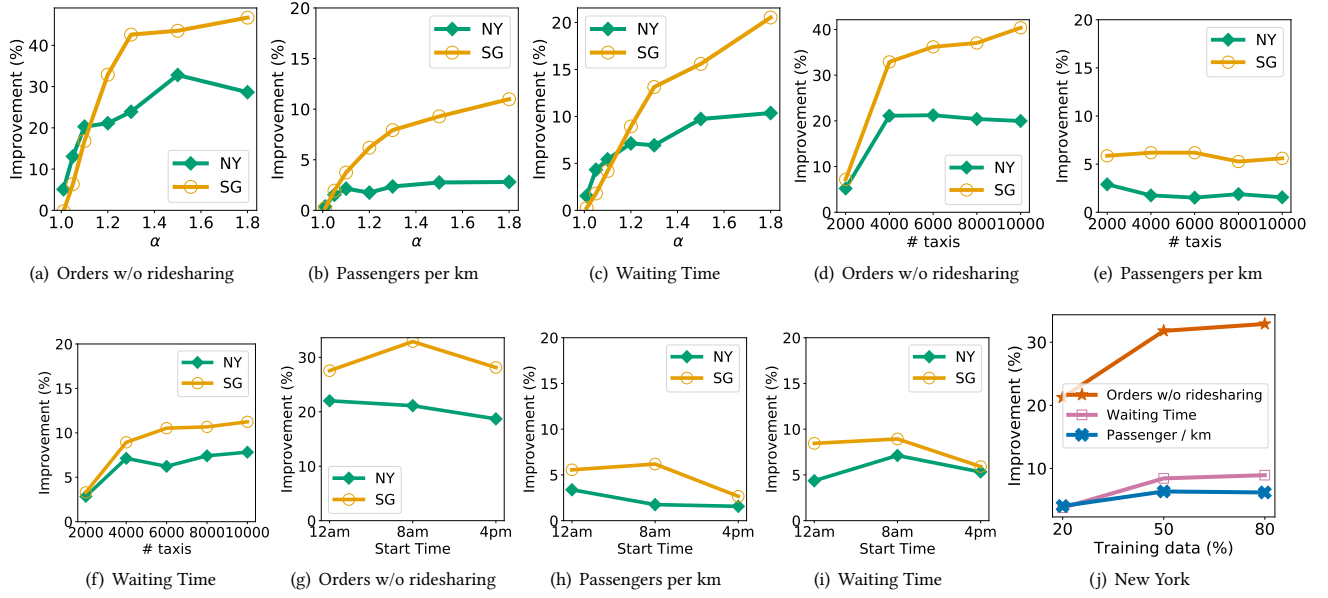 Improvement (%)
40
30
20
10
0
1.0 1.2 1.4 1.6 1.8
α
NY
SG
(a) Orders w/o ridesharing
Improvement (%)
20
15
10
5
0
1.0 1.2 1.4 1.6 1.8
α
NY
SG
(b) Passengers per km
Improvement (%)
20
15
10
5
0
1.0 1.2 1.4 1.6 1.8
α
NY
SG
(c) Waiting Time
Improvement (%)
40
30
20
10
0
2000 4000 6000 8000 10000
# taxis
NY
SG
(d) Orders w/o ridesharing
Improvement (%)
20
15
10
5
0
2000 4000 6000 8000 10000
# taxis
NY
SG
(e) Passengers per km
Improvement (%)
20
15
10
5
0
2000 4000 6000 8000 10000
# taxis
NY
SG
(f) Waiting Time
Improvement (%)
30
20
10
0
12am 8am 4pm
Start Time
NY
SG
(g) Orders w/o ridesharing
Improvement (%)
20
15
10
5
0
12am 8am 4pm
Start Time
NY
SG
(h) Passengers per km
Improvement (%)
20
15
10
5
0
12am 8am 4pm
Start Time
NY
SG
(i) Waiting Time
Improvement (%)
30
20
10
20 50 80
Training data (%)
Orders w/o ridesharing
Waiting Time
Passenger / km
(j) New York